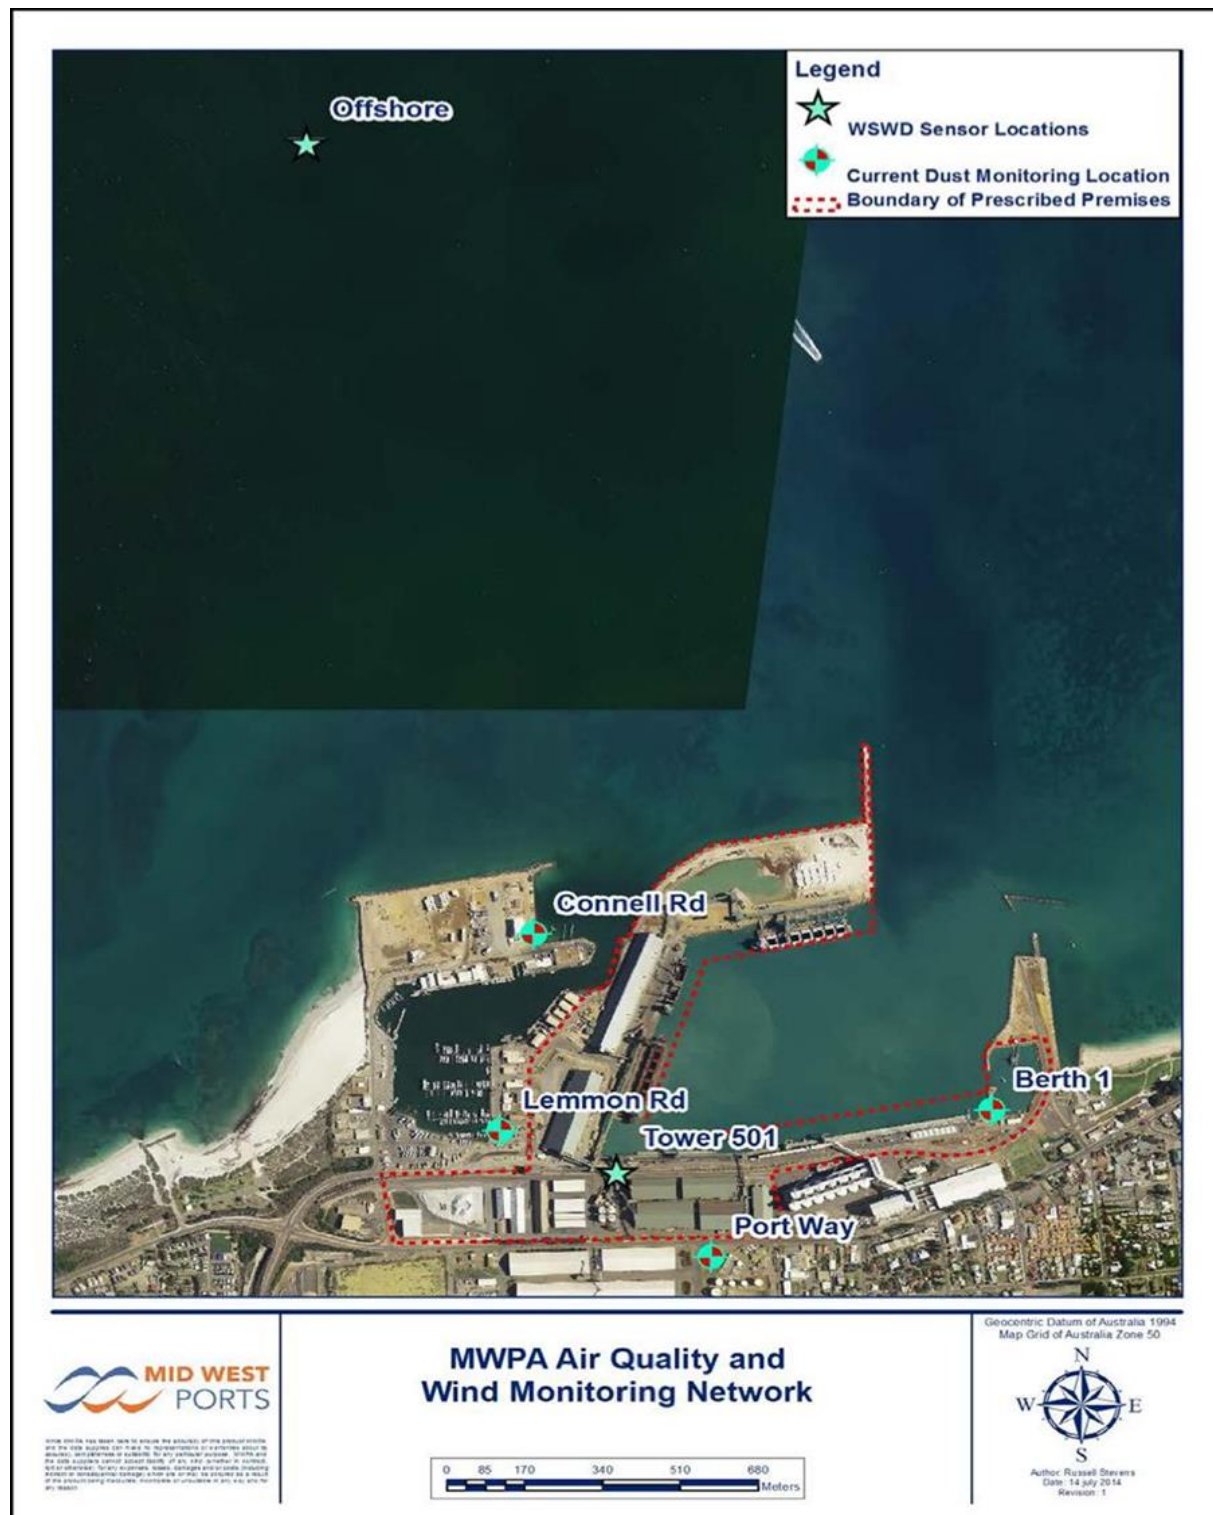 Offshore
Legend
WSWD Sensor Locations
Current Dust Monitoring Location
Boundary of Prescribed Premises
Connell Rd
Berth 1
Lemmon Rd
Tower 501
Port Way
MID WEST
PORTS
MWPA Air Quality and
Wind Monitoring Network
0 85 170 340 510 680
Meters
Geocentric Datum of Australia 1994
Map Grid of Australia Zone 50
N
W E
S
Author: Russell Stevens
Date: 14 july 2014
Revision: 1